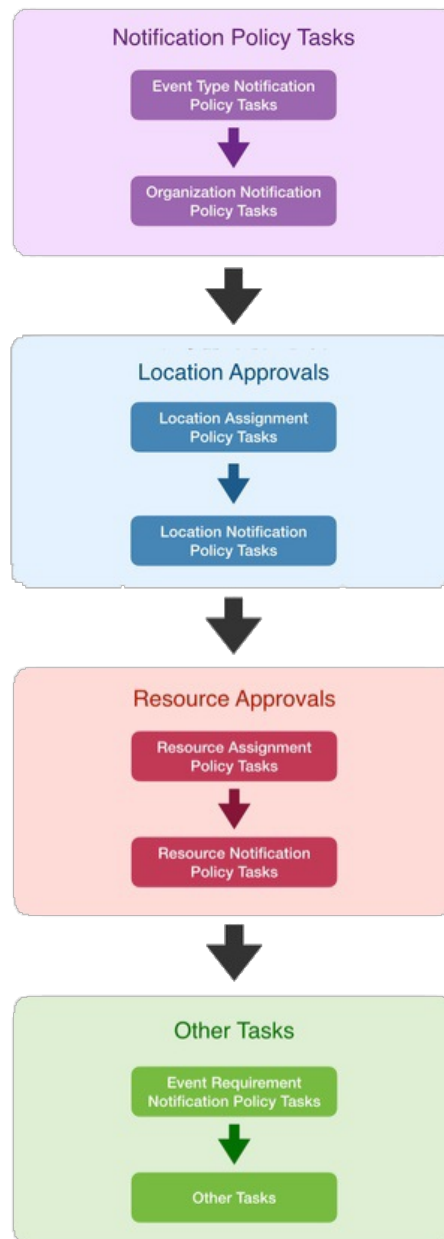 Notification Policy Tasks
Event Type Notification
Policy Tasks
Organization Notification
Policy Tasks
Location Approvals
Location Assignment
Policy Tasks
Location Notification
Policy Tasks
Resource Approvals
Resource Assignment
Policy Tasks
Resource Notification
Policy Tasks
Other Tasks
Event Requirement
Notification Policy Tasks
Other Tasks